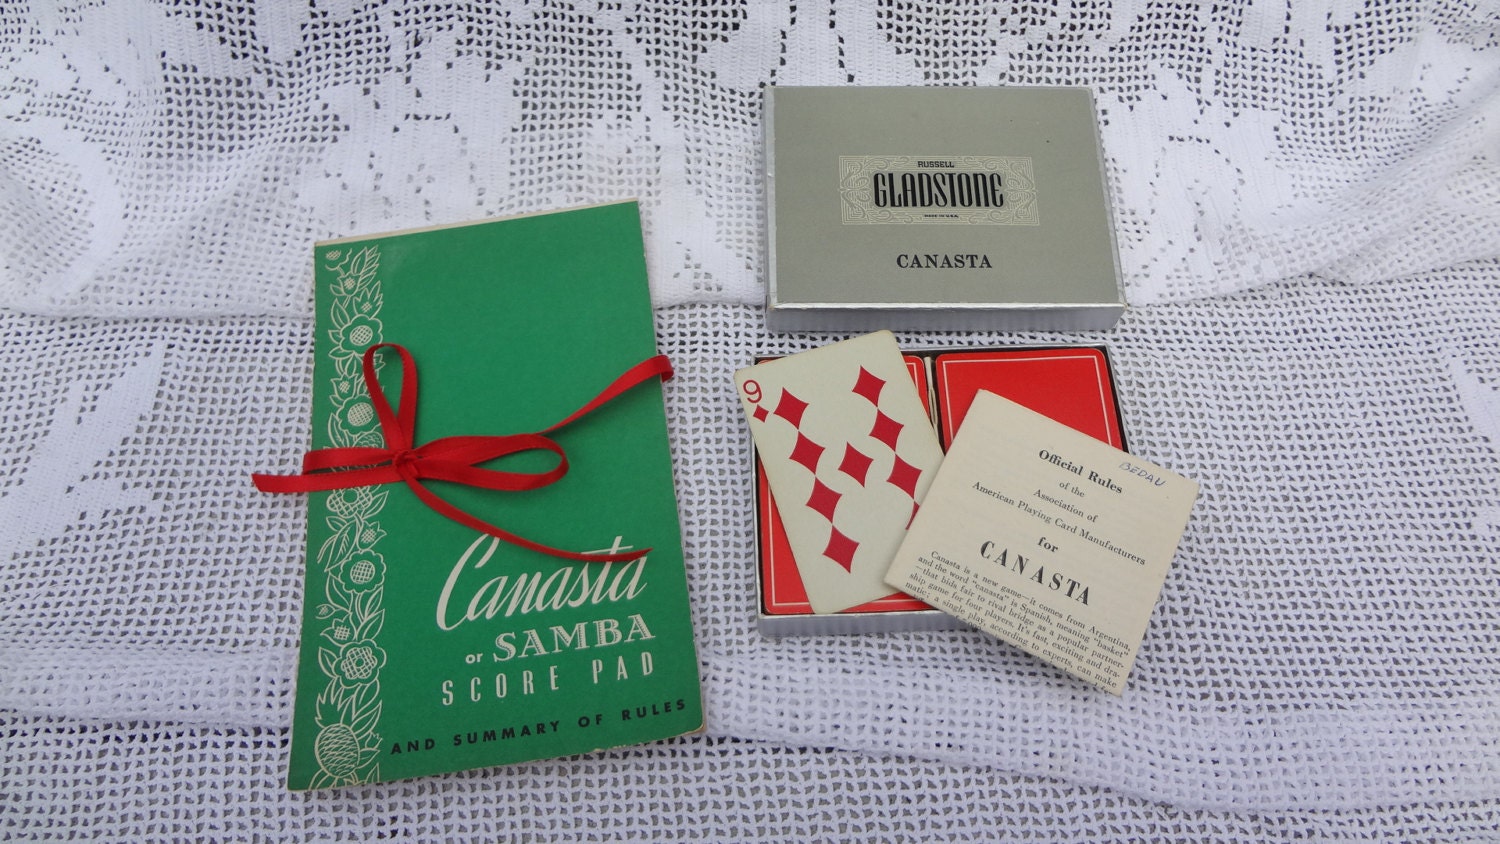 Canasta
or SAMBA
SCORE PAD
AND SUMMARY OF RULES
RUSSELL
GLADSTONE
MADE IN U.S.A.
CANASTA
9
BEDAU
Official Rules
of the
Association of
American Playing Card Manufacturers
for
CANASTA
Canasta is a new game—it comes from Argentina,
and the word "canasta" is Spanish, meaning "basket"
—that bids fair to rival bridge as a popular partner-
ship game for four players. It's fast, exciting and dra-
matic; a single play, according to experts, can make